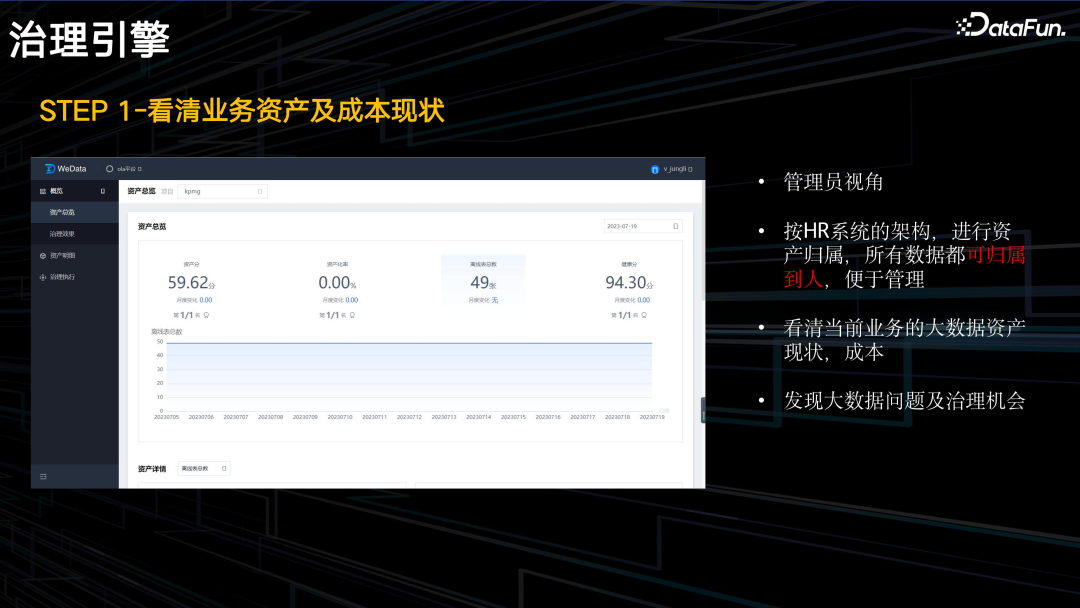 治理引擎
DataFun.
STEP 1-看清业务资产及成本现状
WeData
ola平台
v_jungli
概览
资产总览
治理效果
资产明细
治理执行
资产总览 项目 kpmg
资产总览
2023-07-19
资产分
59.62分
月度变化 0.00
第 1/1 名
资产化率
0.00%
月度变化 0.00
第 1/1 名
离线表总数
49张
月度变化 无
健康分
94.30分
月度变化 0.00
第 1/1 名
离线表总数
50
40
30
20
10
0
20230705 20230706 20230707 20230708 20230709 20230710 20230711 20230712 20230713 20230714 20230715 20230716 20230717 20230718 20230719
资产详情 离线表总数
• 管理员视角
• 按HR系统的架构，进行资
产归属，所有数据都可归属
到人，便于管理
• 看清当前业务的大数据资产
现状，成本
• 发现大数据问题及治理机会